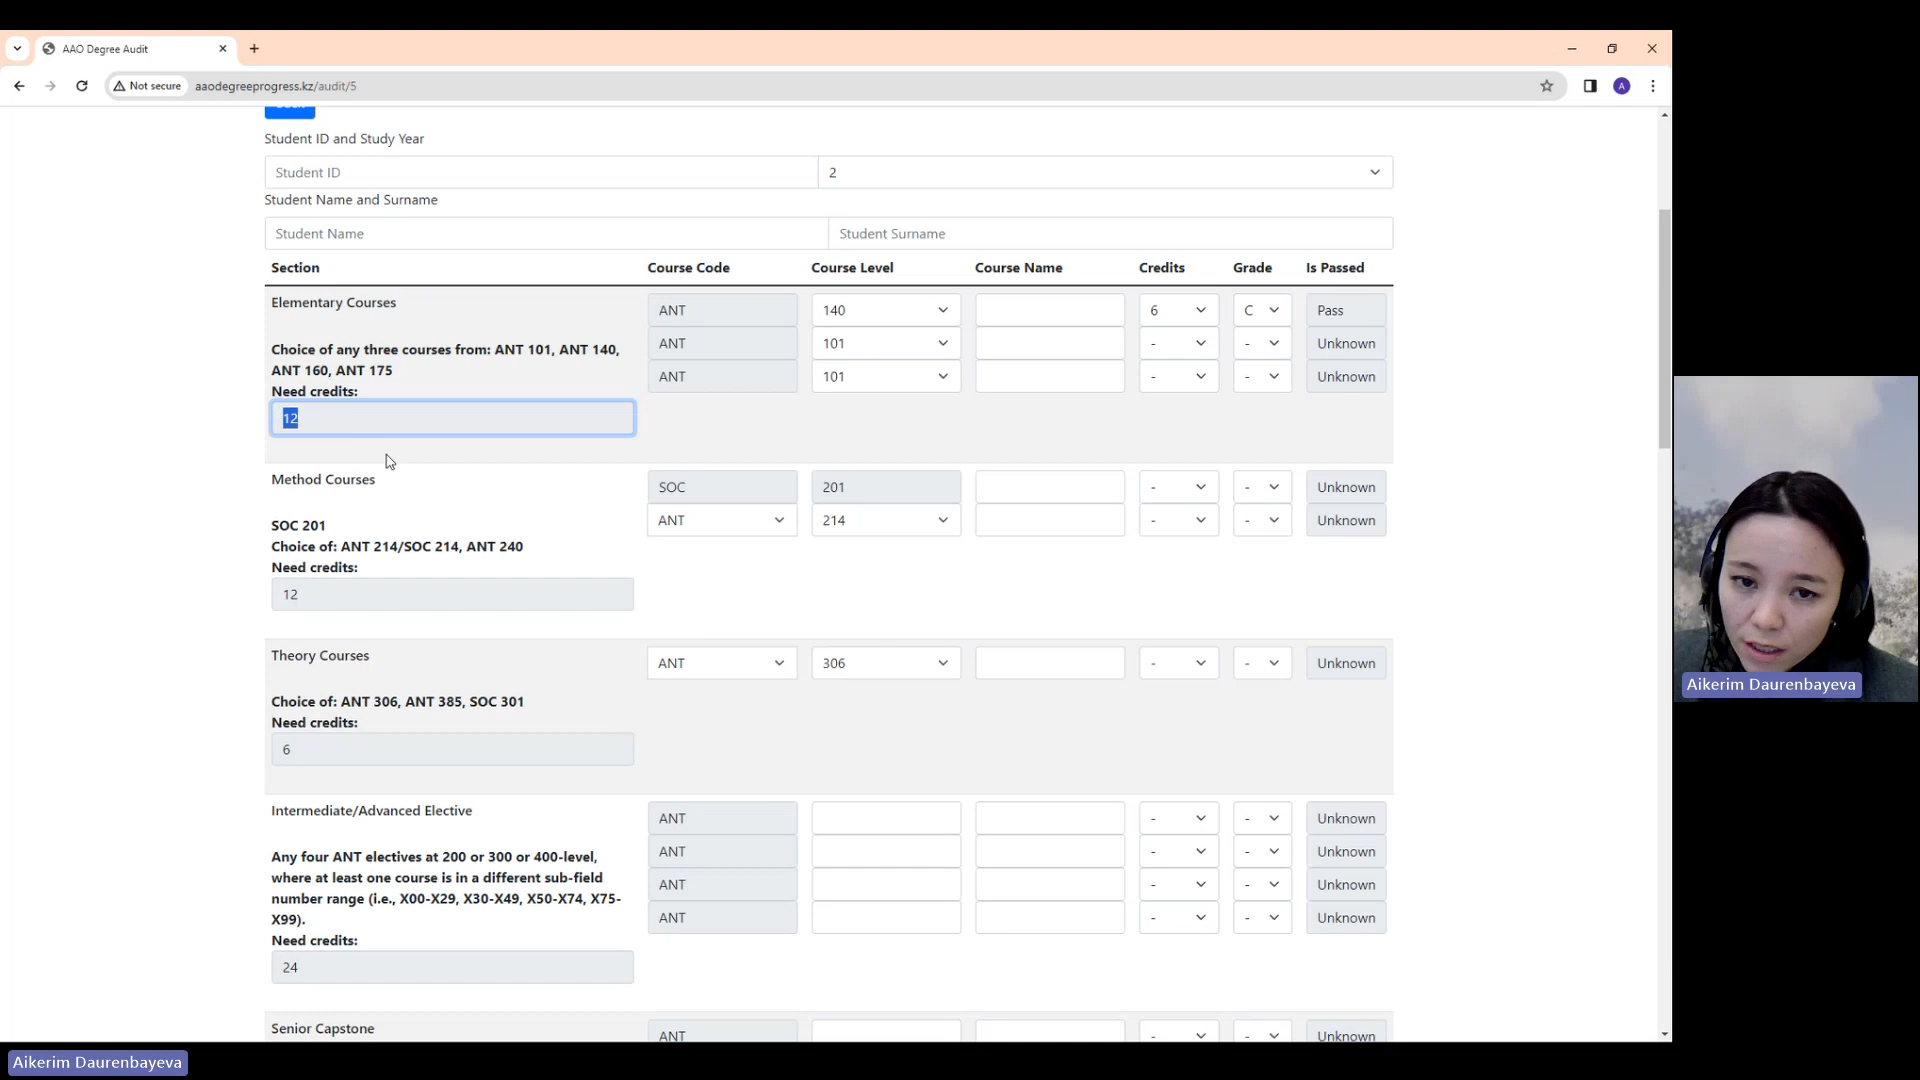 AAO Degree Audit
Not secure
aaodegreeprogress.kz/audit/5
A
Student ID and Study Year
Student ID
2
Student Name and Surname
Student Name
Student Surname
Section Course Code Course Level Course Name Credits Grade Is Passed
Elementary Courses
ANT 140 6 C Pass
ANT 101 - - Unknown
Choice of any three courses from: ANT 101, ANT 140,
ANT 160, ANT 175
ANT 101 - - Unknown
Need credits:
12
Method Courses
SOC 201 - - Unknown
ANT 214 - - Unknown
SOC 201
Choice of: ANT 214/SOC 214, ANT 240
Need credits:
12
Theory Courses
ANT 306 - - Unknown
Choice of: ANT 306, ANT 385, SOC 301
Need credits:
6
Intermediate/Advanced Elective
ANT - - Unknown
ANT - - Unknown
ANT - - Unknown
ANT - - Unknown
Any four ANT electives at 200 or 300 or 400-level,
where at least one course is in a different sub-field
number range (i.e., X00-X29, X30-X49, X50-X74, X75-
X99).
Need credits:
24
Senior Capstone
ANT - - Unknown
Aikerim Daurenbayeva
Aikerim Daurenbayeva